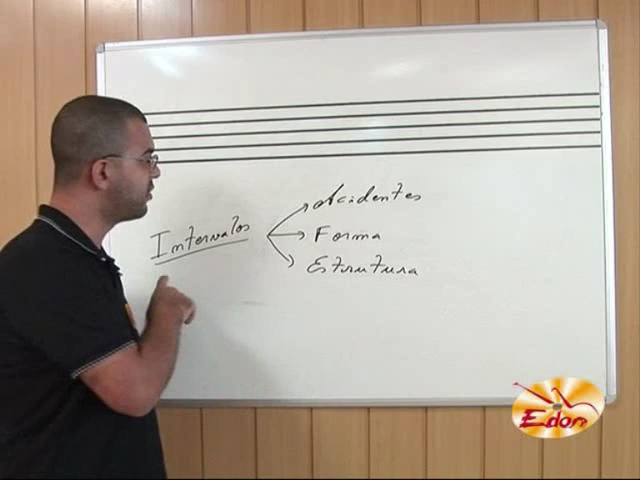 Acidentes
Intervalos
Forma
Estrutura
Edon